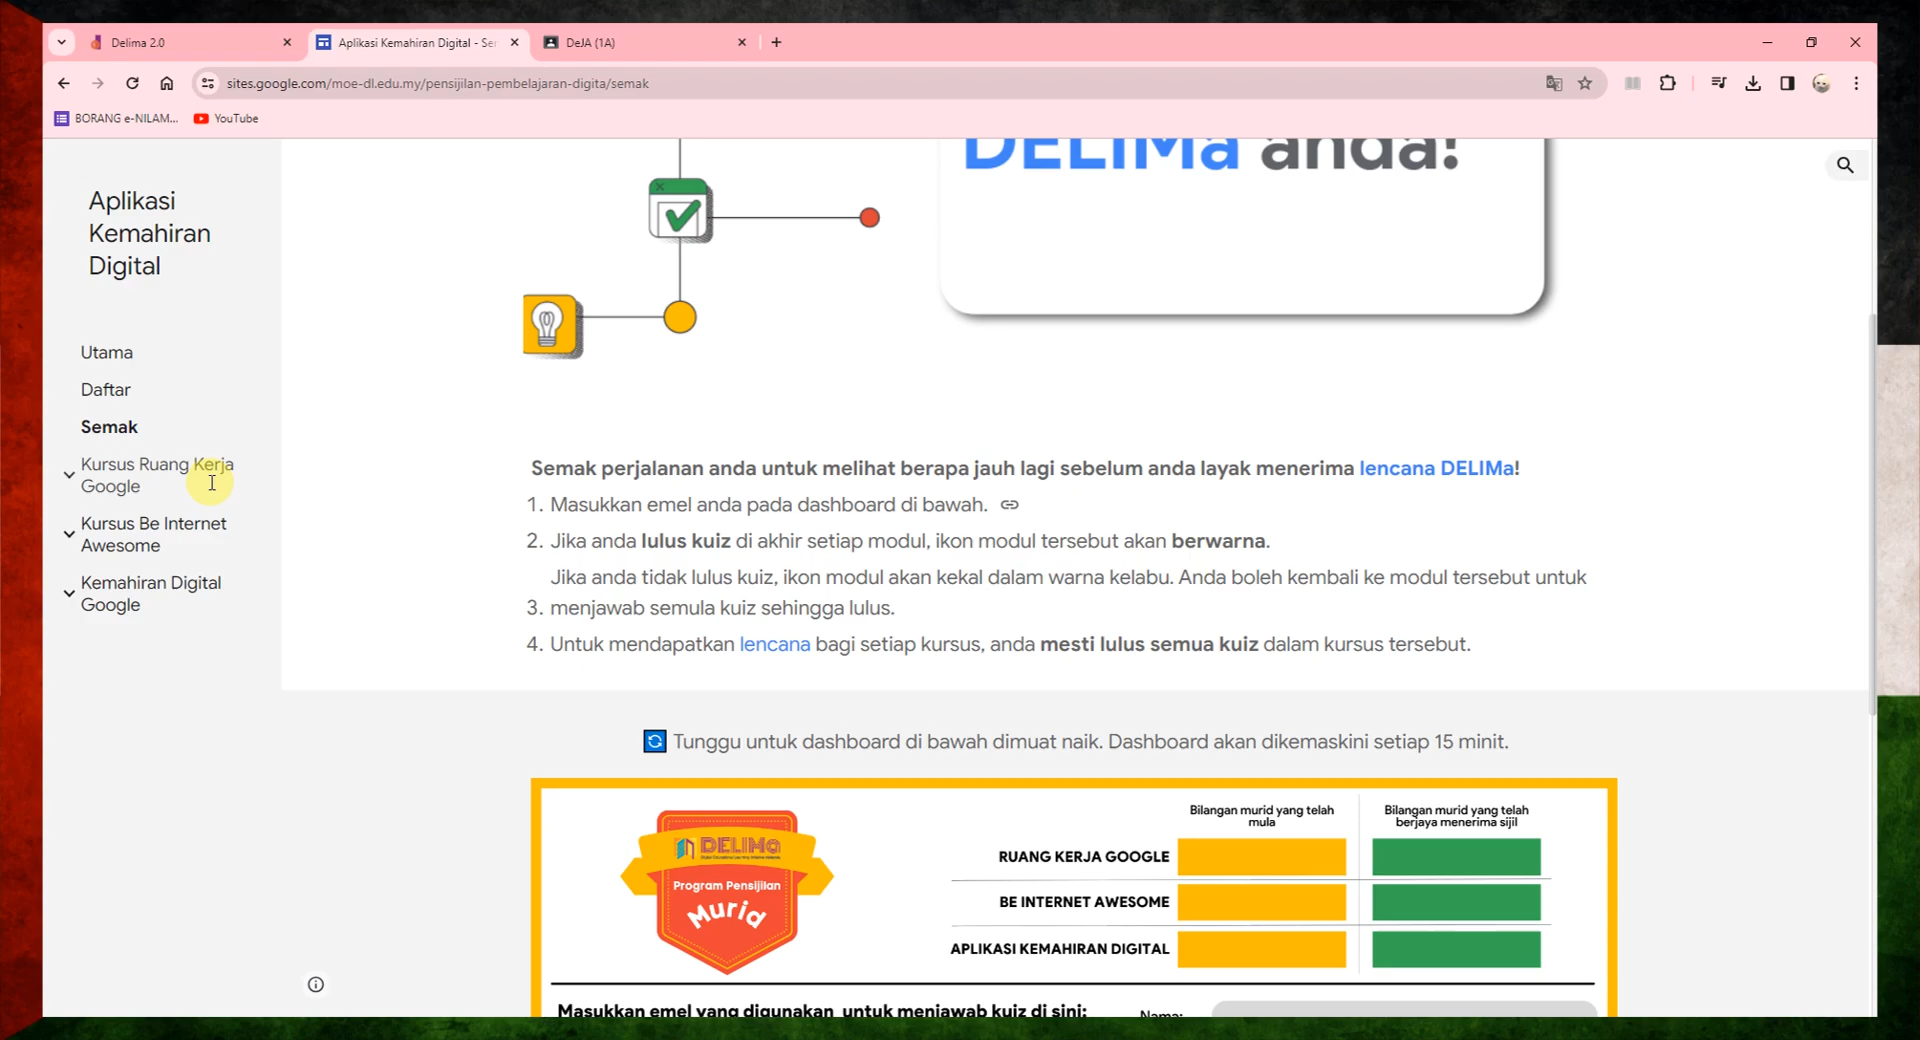 Delima 2.0
Aplikasi Kemahiran Digital - Ser
DeJA (1A)
sites.google.com/moe-dl.edu.my/pensijilan-pembelajaran-digita/semak
BORANG e-NILAM...
YouTube
Aplikasi
Kemahiran
Digital
Utama
Daftar
Semak
Kursus Ruang Kerja
Google
Kursus Be Internet
Awesome
Kemahiran Digital
Google
DELIMa anda!
Semak perjalanan anda untuk melihat berapa jauh lagi sebelum anda layak menerima lencana DELIMa!
1. Masukkan emel anda pada dashboard di bawah.
2. Jika anda lulus kuiz di akhir setiap modul, ikon modul tersebut akan berwarna.
Jika anda tidak lulus kuiz, ikon modul akan kekal dalam warna kelabu. Anda boleh kembali ke modul tersebut untuk
3. menjawab semula kuiz sehingga lulus.
4. Untuk mendapatkan lencana bagi setiap kursus, anda mesti lulus semua kuiz dalam kursus tersebut.
Tunggu untuk dashboard di bawah dimuat naik. Dashboard akan dikemaskini setiap 15 minit.
DELIMa
Program Pensijilan
Murid
Bilangan murid yang telah
mula
Bilangan murid yang telah
berjaya menerima sijil
RUANG KERJA GOOGLE
BE INTERNET AWESOME
APLIKASI KEMAHIRAN DIGITAL
Masukkan emel yang digunakan untuk menjawab kuiz di sini:
Nama: